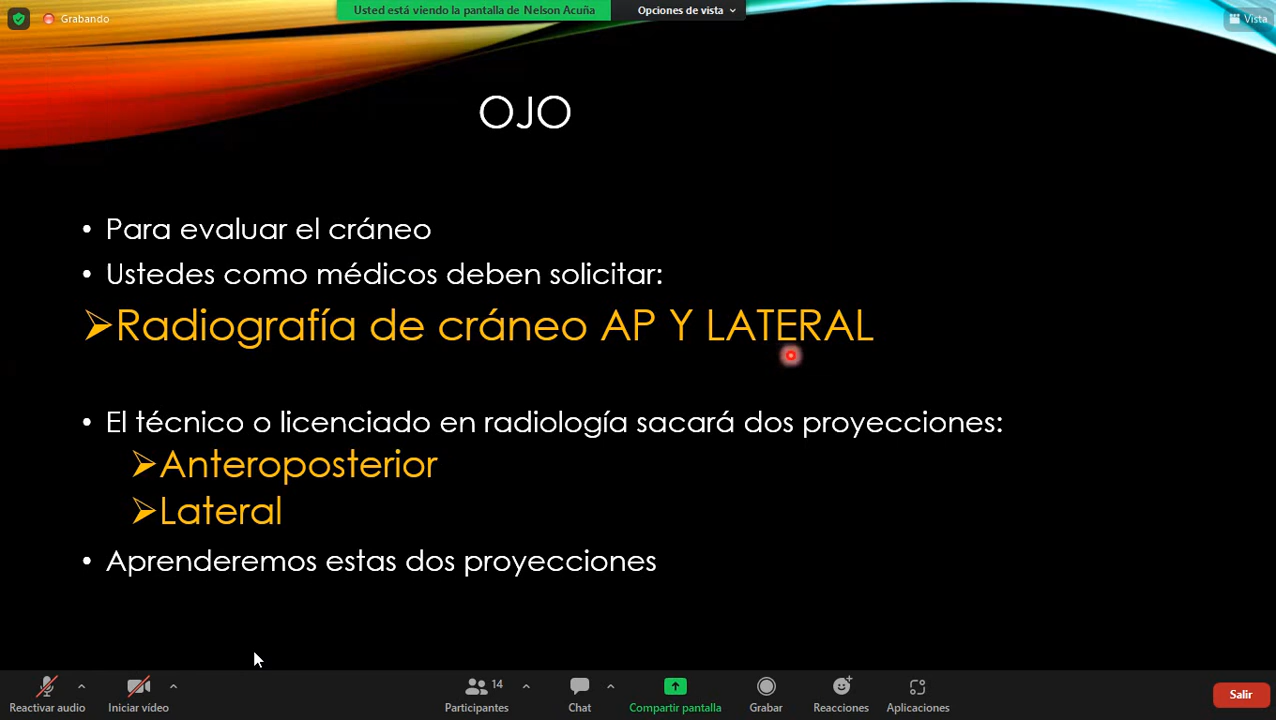 Grabando
Usted está viendo la pantalla de Nelson Acuña
Opciones de vista
Vista
OJO
• Para evaluar el cráneo
• Ustedes como médicos deben solicitar:
➢Radiografía de cráneo AP Y LATERAL
• El técnico o licenciado en radiología sacará dos proyecciones:
➢Anteroposterior
➢Lateral
• Aprenderemos estas dos proyecciones
Reactivar audio
Iniciar vídeo
14
Participantes
Chat
Compartir pantalla
Grabar
Reacciones
Aplicaciones
Salir